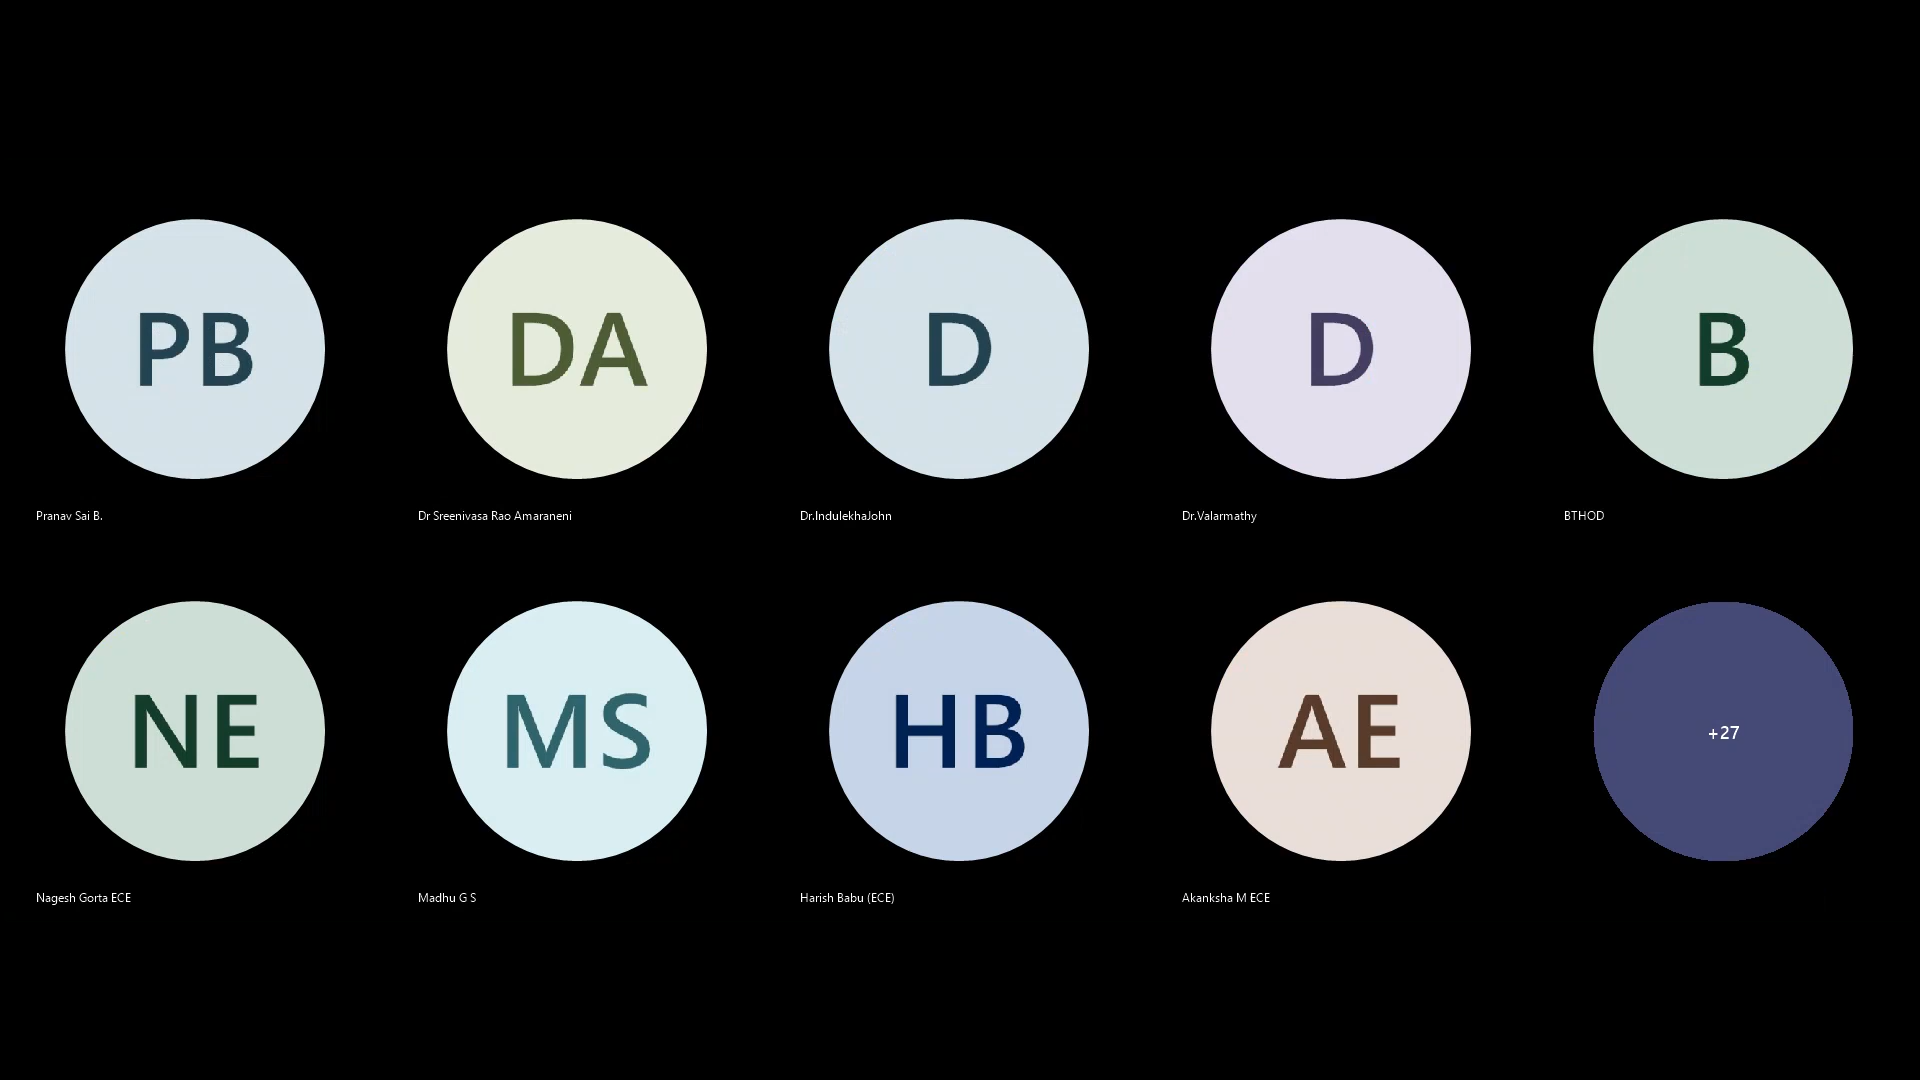 PB
DA
D
D
B
Pranav Sai B.
Dr Sreenivasa Rao Amaraneni
Dr.IndulekhaJohn
Dr.Valarmathy
BTHOD
NE
MS
HB
AE
+27
Nagesh Gorta ECE
Madhu G S
Harish Babu (ECE)
Akanksha M ECE